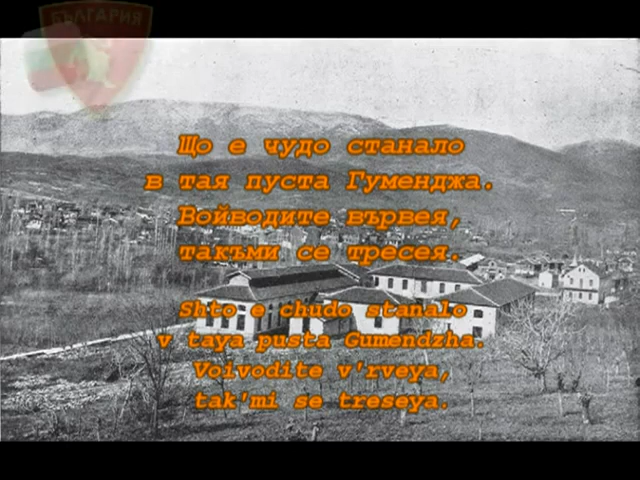 БЪЛГАРИЯ
Що е чудо станало
в тая пуста Гуменджа.
Войводите вървея,
такъми се тресея.
Shto e chudo stanalo
v taya pusta Gumendzha.
Voivodite v'rveya,
tak'mi se treseya.